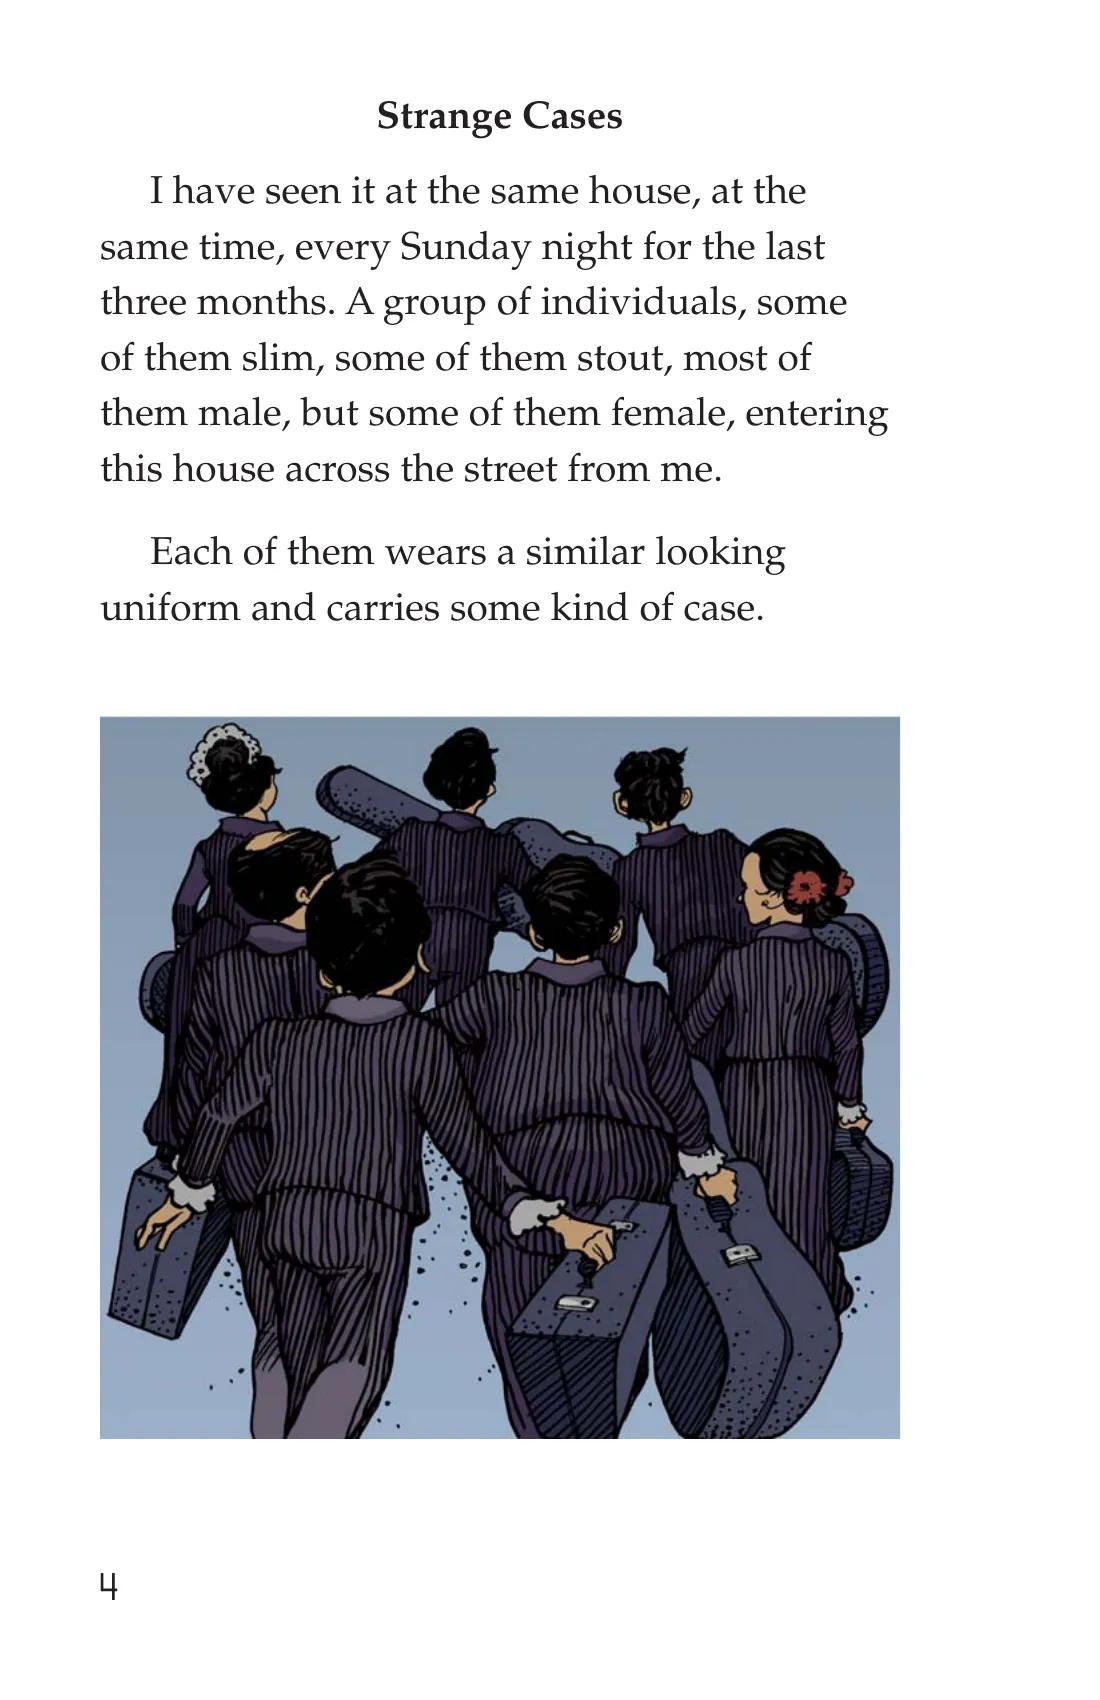 Strange Cases
I have seen it at the same house, at the
same time, every Sunday night for the last
three months. A group of individuals, some
of them slim, some of them stout, most of
them male, but some of them female, entering
this house across the street from me.
Each of them wears a similar looking
uniform and carries some kind of case.
4